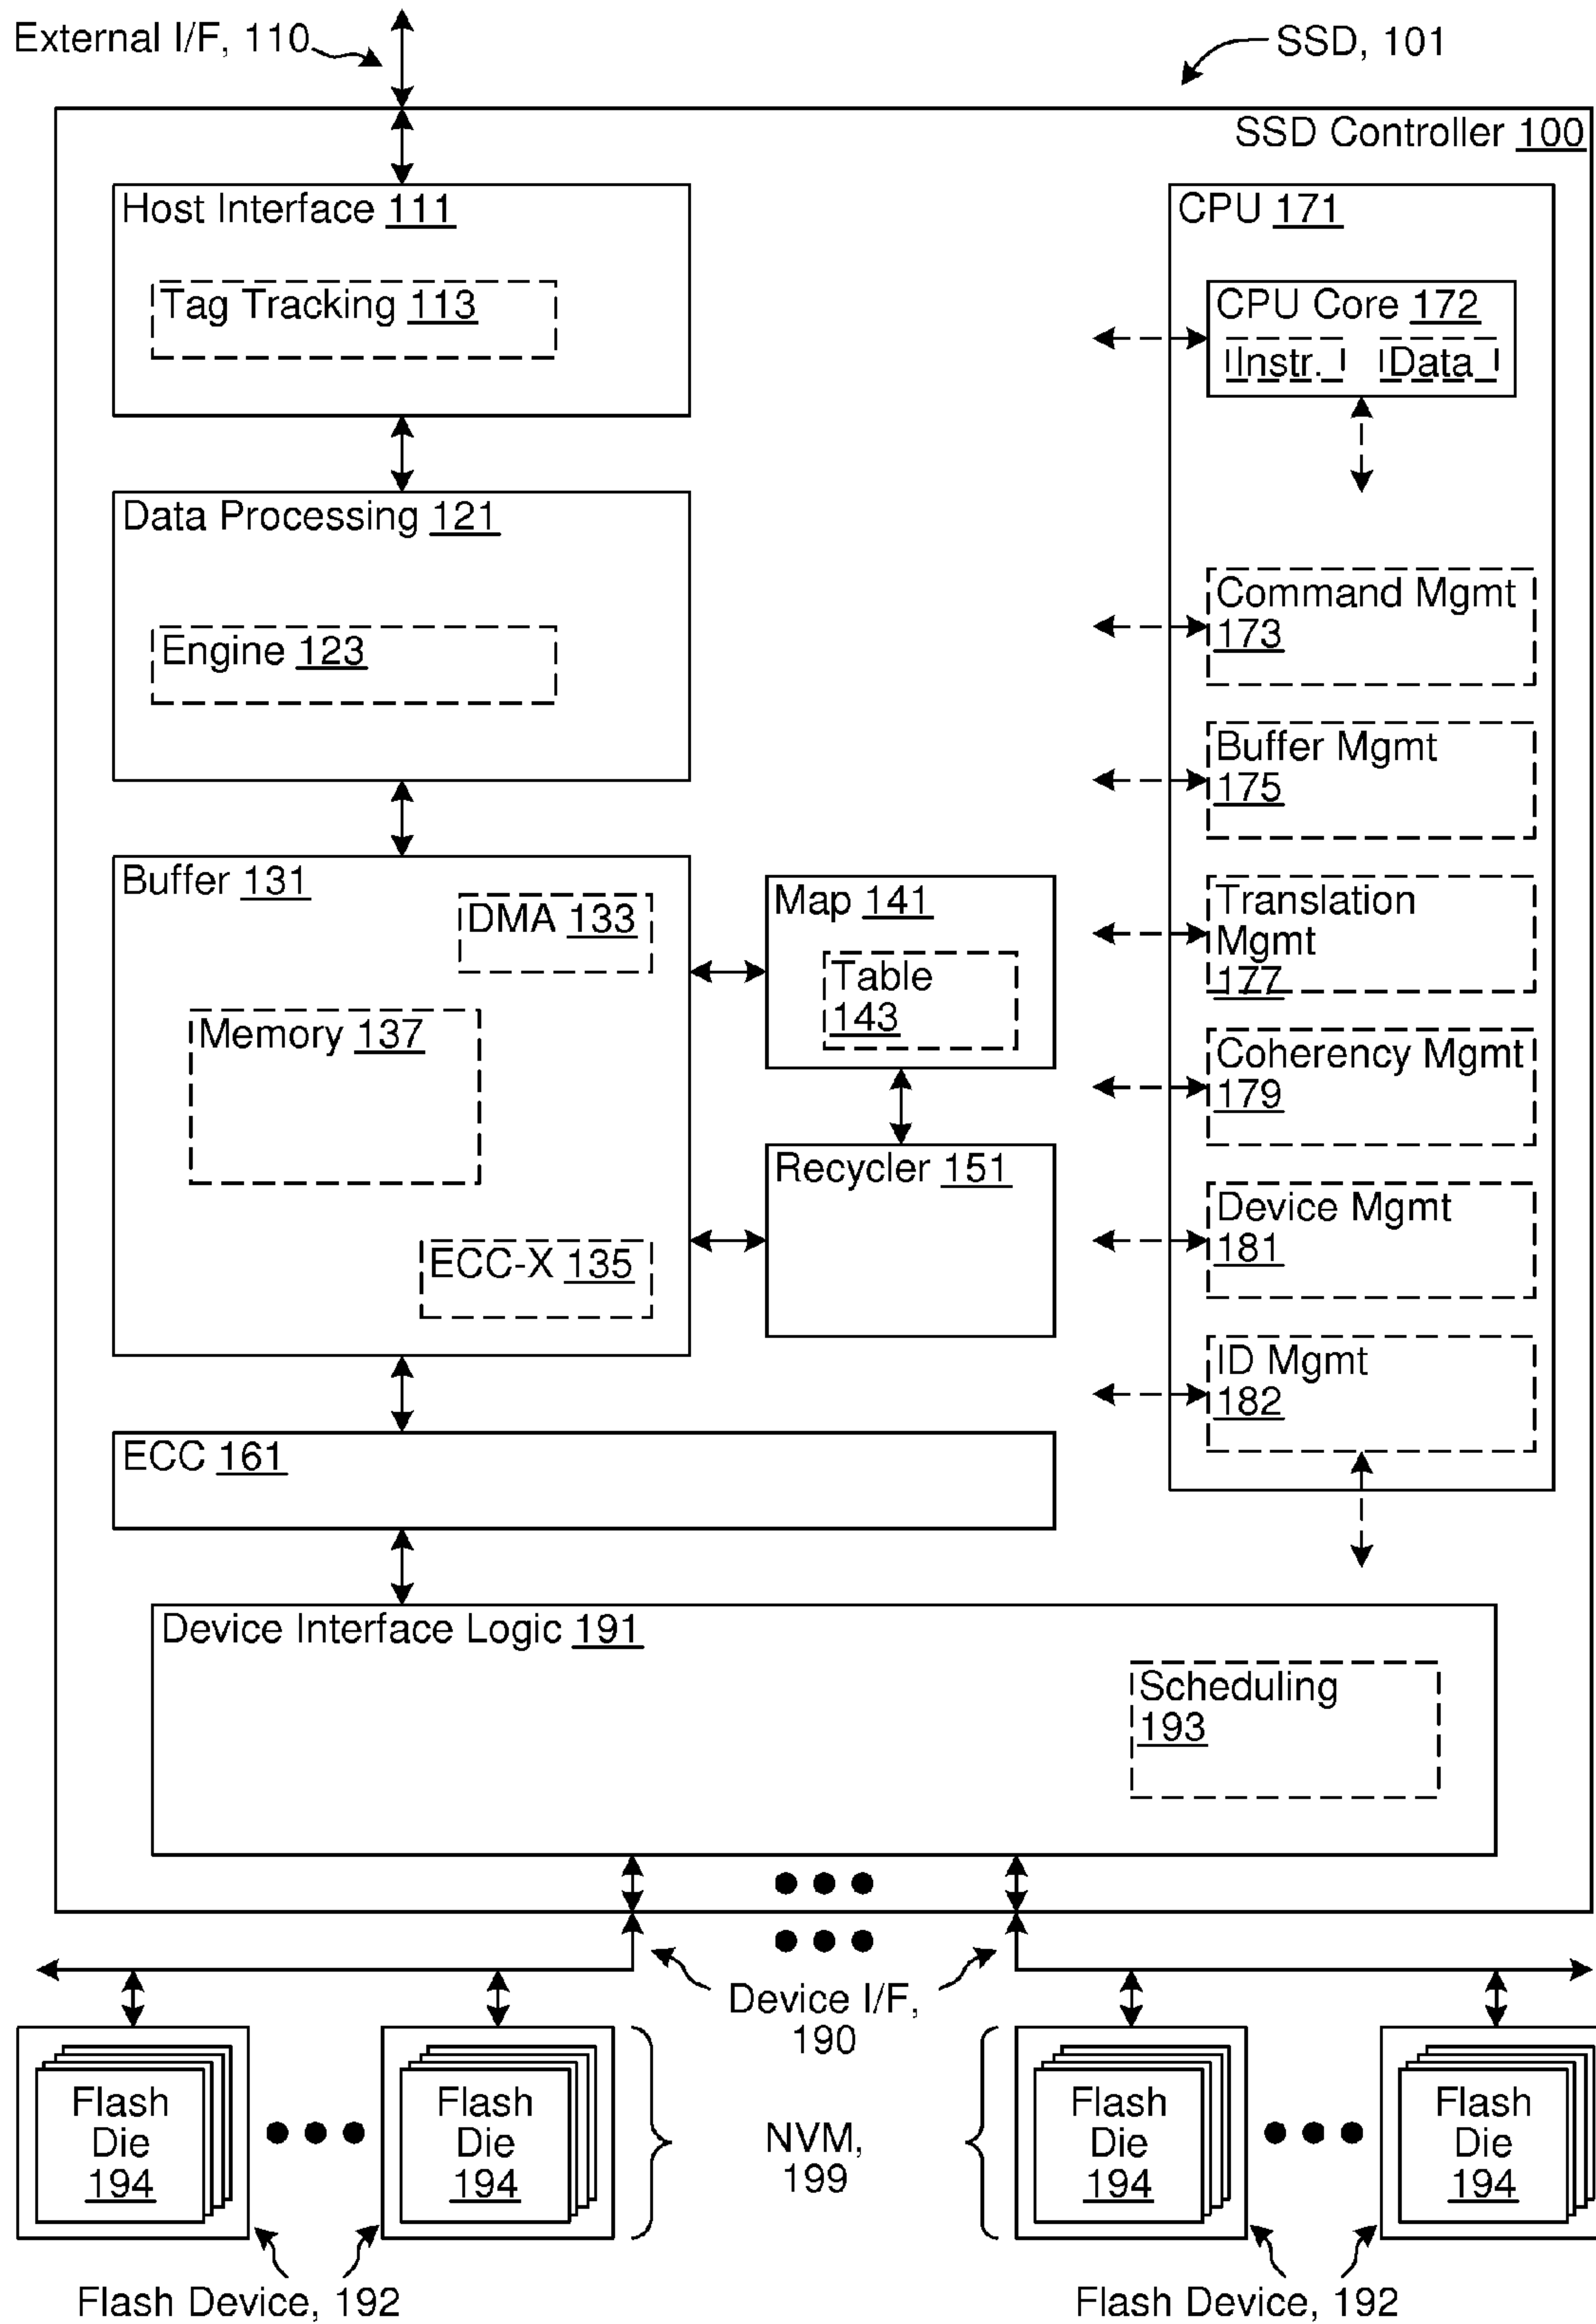 External I/F, 110
SSD, 101
SSD Controller 100
Host Interface 111
Tag Tracking 113
CPU 171
CPU Core 172
Instr.
Data
Data Processing 121
Engine 123
Command Mgmt
173
Buffer Mgmt
175
Buffer 131
DMA 133
Memory 137
ECC-X 135
Map 141
Table
143
Translation
Mgmt
177
Coherency Mgmt
179
Recycler 151
Device Mgmt
181
ID Mgmt
182
ECC 161
Device Interface Logic 191
Scheduling
193
Device I/F,
190
Flash
Die
194
Flash
Die
194
NVM,
199
Flash
Die
194
Flash
Die
194
Flash Device, 192
Flash Device, 192